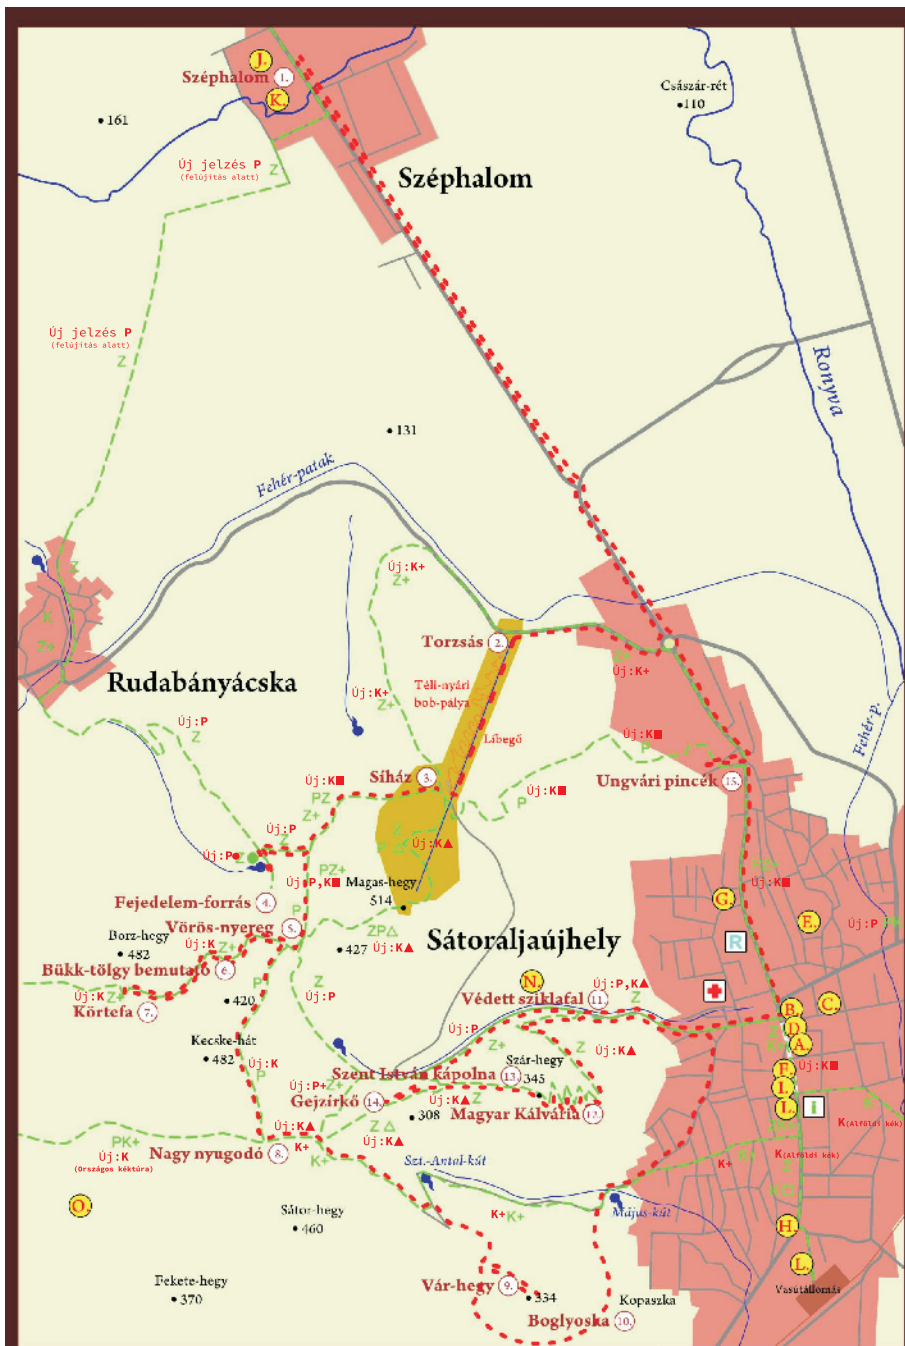 J.
Széphalom 1.
K.
Császár-rét
110
161
Új jelzés P
(felújítás alatt)
Z
Széphalom
Új jelzés P
(felújítás alatt)
Z
Ronyva
131
Fehér-patak
Z
Új:K+
Z+
K
Z+
Torzsás 2.
Új:K+
Rudabányácska
Téli-nyári
bob-pálya
Új:K+
Z+
Új:P
Z
Libegő
Új:K■
P
Fehér-p.
Síház 3.
Új:K■
PZ
Z+
Új:K■
P
Ungvári pincék 15.
Új:P
Z
Új:P●
Z
Új:K▲
PZ+
Új:P,K■
Magas-hegy
514
Új:K■
Fejedelem-forrás 4.
P
G.
E.
Új:P
Vörös-nyereg 5.
ZP△
Borz-hegy
482
Új:K
Z+
427
Új:K▲
Sátoraljaújhely
R
Bükk-tölgy bemutató 6.
P
Z
Új:P
N.
Új:P,K▲
Új:K
Z+
420
Védett sziklafal 11.
Z
B.
C.
Körtefa 7.
Új:P
D.
Kecske-hát
482
Z+
Z
Új:K▲
A.
Szár-hegy
345
Új:K
P
Szent István kápolna 13.
F.
Új:K■
Új:P+
Z+
I.
Gejzírkő 14.
Új:K▲
Z
Magyar Kálvária 12.
L.
i
308
Új:K▲
Z △
Új:K▲
K
K(Alföldi kék)
PK+
Új:K
(Országos kéktúra)
Nagy nyugodó 8.
K+
K+
Szt.-Antal-kút
K+
K(Alföldi kék)
Z
O.
Sátor-hegy
460
K+
K+
Május-kút
H.
Fekete-hegy
370
Vár-hegy 9.
334
Kopaszka
L.
Vasútállomás
Boglyoska 10.